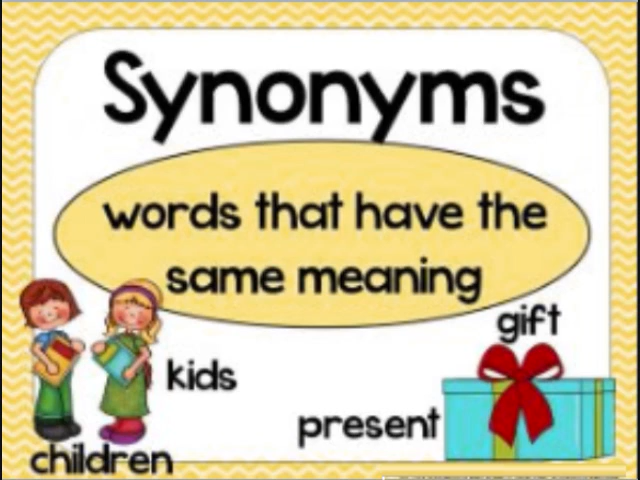 Synonyms
words that have the
same meaning
gift
kids
present
children